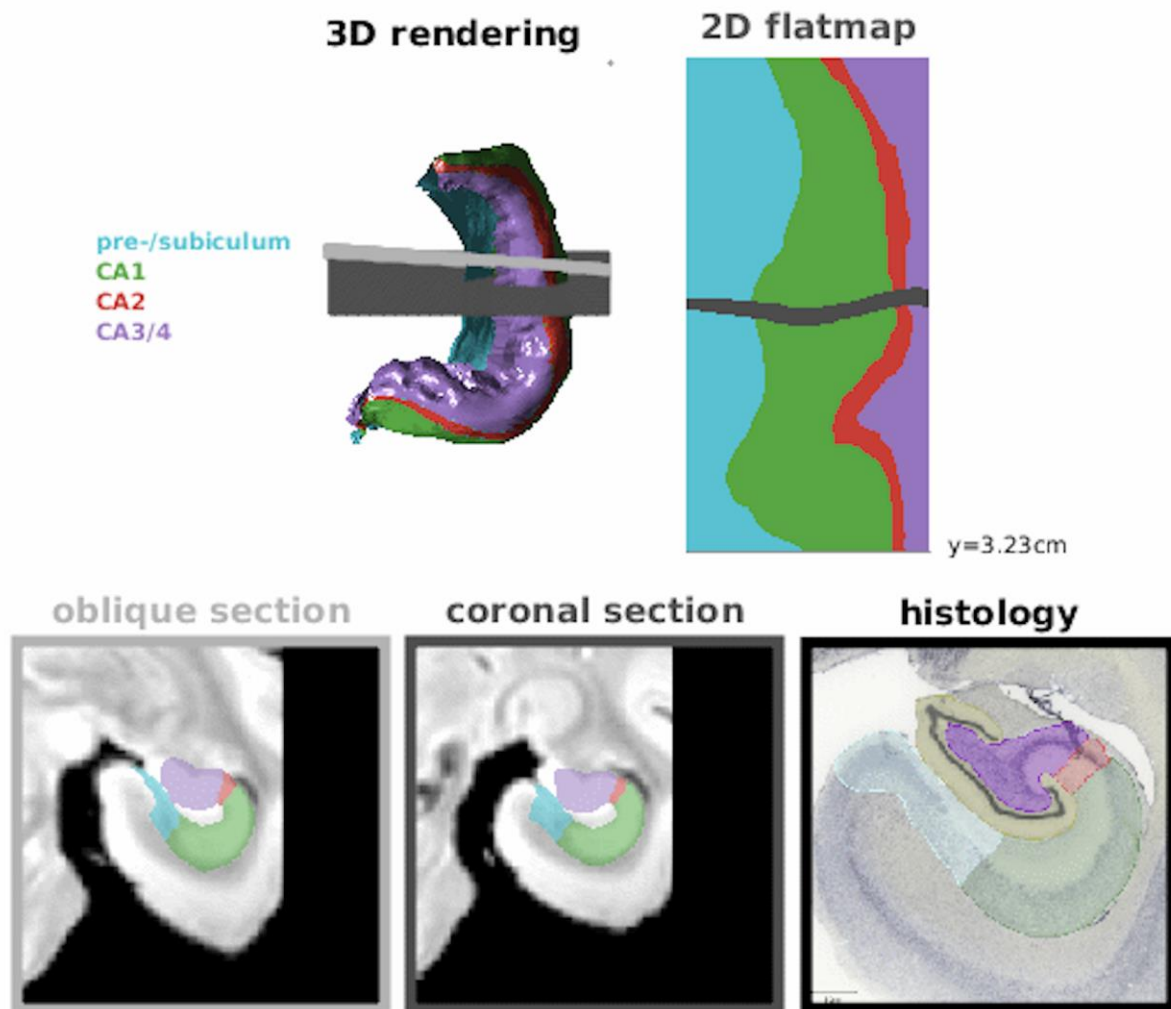 3D rendering
2D flatmap
pre-/subiculum
CA1
CA2
CA3/4
y=3.23cm
oblique section
coronal section
histology